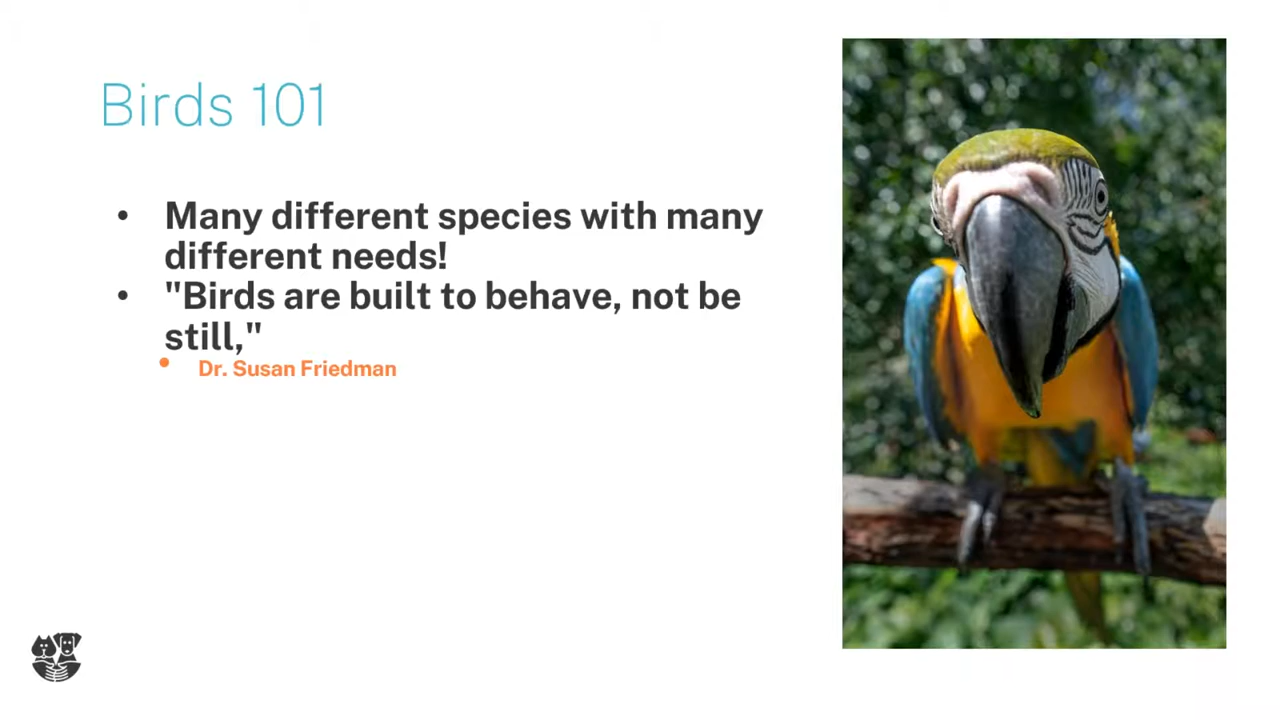 Birds 101
• Many different species with many
different needs!
• "Birds are built to behave, not be
still,"
• Dr. Susan Friedman